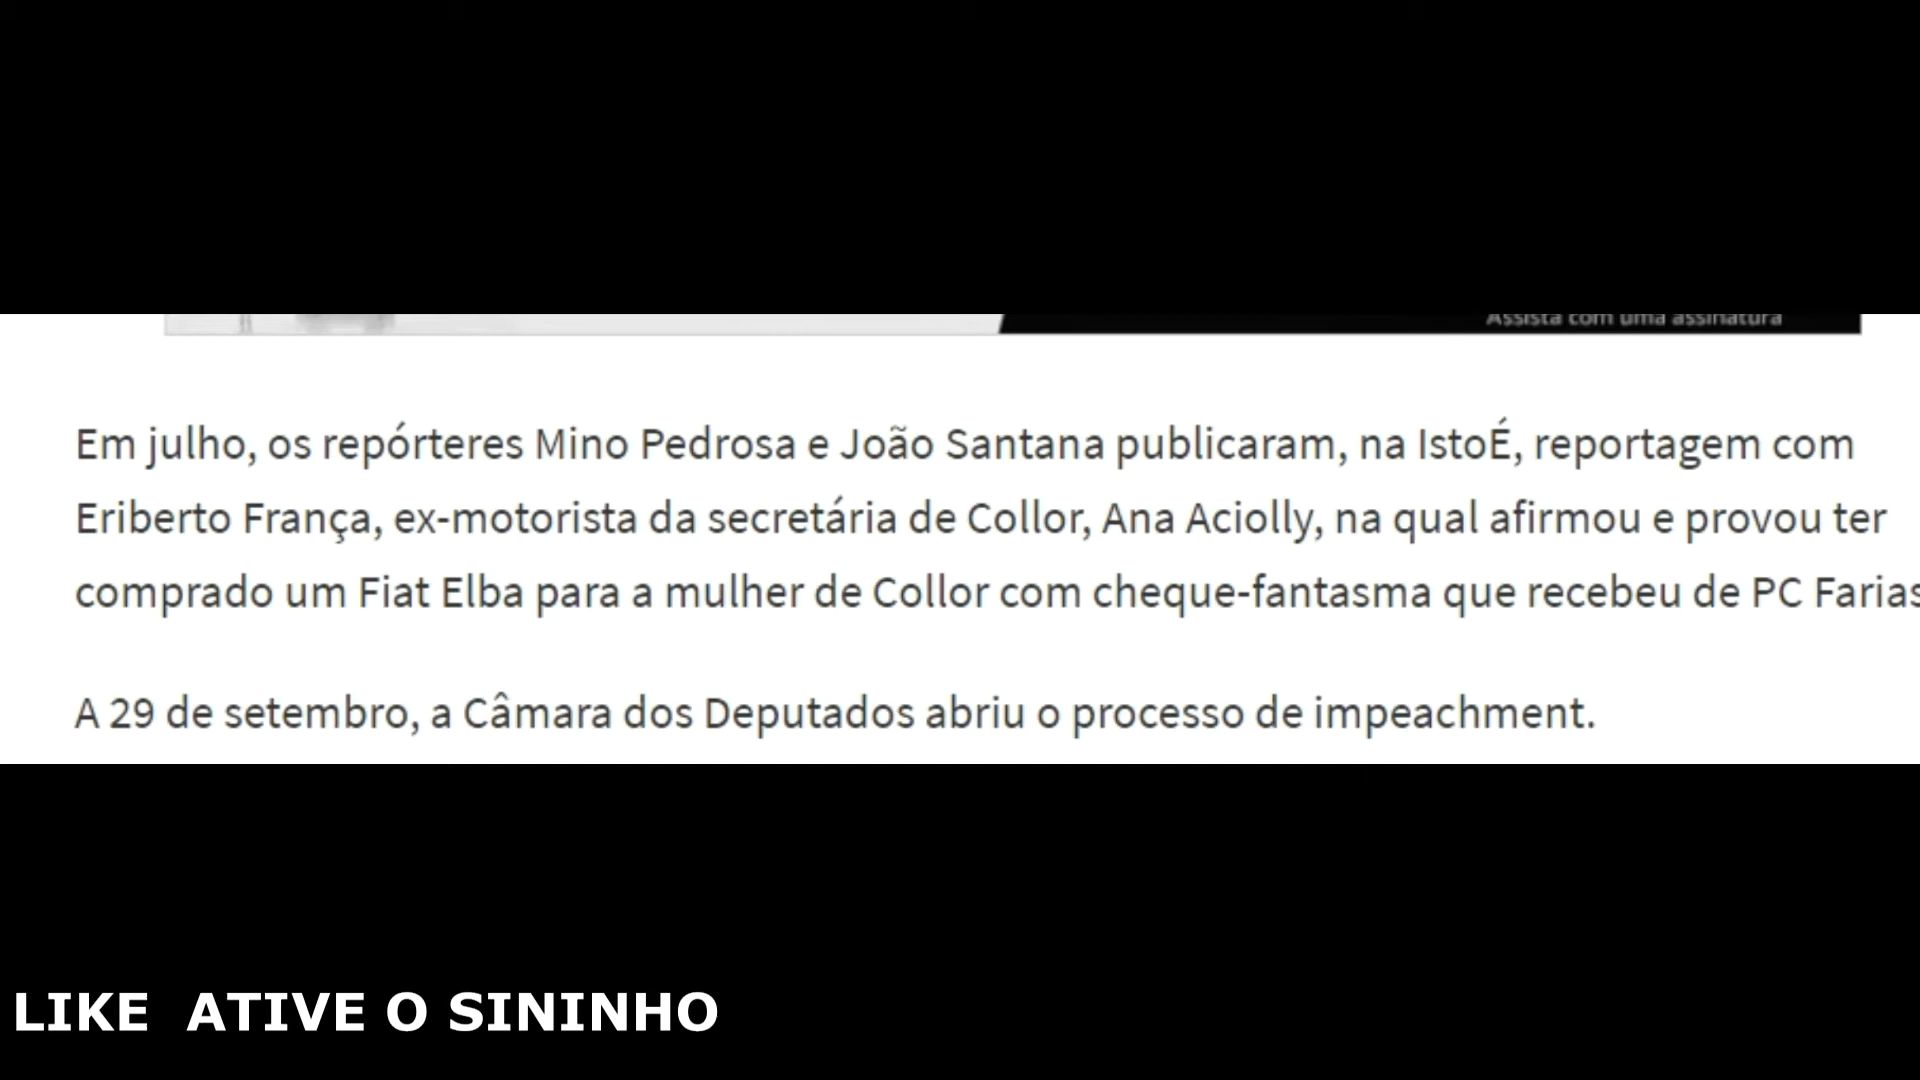 Assista com uma assinatura
Em julho, os repórteres Mino Pedrosa e João Santana publicaram, na IstoÉ, reportagem com
Eriberto França, ex-motorista da secretária de Collor, Ana Aciolly, na qual afirmou e provou ter
comprado um Fiat Elba para a mulher de Collor com cheque-fantasma que recebeu de PC Farias
A 29 de setembro, a Câmara dos Deputados abriu o processo de impeachment.
LIKE  ATIVE O SININHO